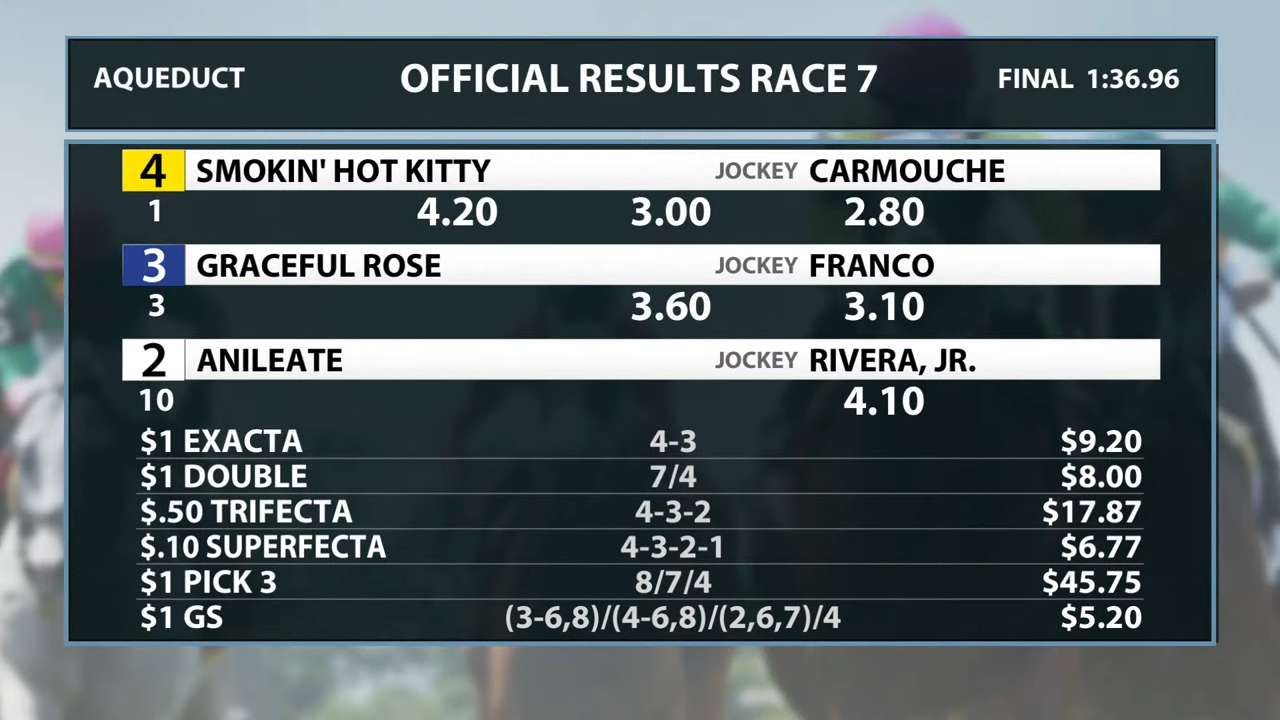 AQUEDUCT OFFICIAL RESULTS RACE 7 FINAL 1:36.96
4 SMOKIN' HOT KITTY JOCKEY CARMOUCHE
1 4.20 3.00 2.80
3 GRACEFUL ROSE JOCKEY FRANCO
3 3.60 3.10
2 ANILEATE JOCKEY RIVERA, JR.
10 4.10
$1 EXACTA 4-3 $9.20
$1 DOUBLE 7/4 $8.00
$.50 TRIFECTA 4-3-2 $17.87
$.10 SUPERFECTA 4-3-2-1 $6.77
$1 PICK 3 8/7/4 $45.75
$1 GS (3-6,8)/(4-6,8)/(2,6,7)/4 $5.20